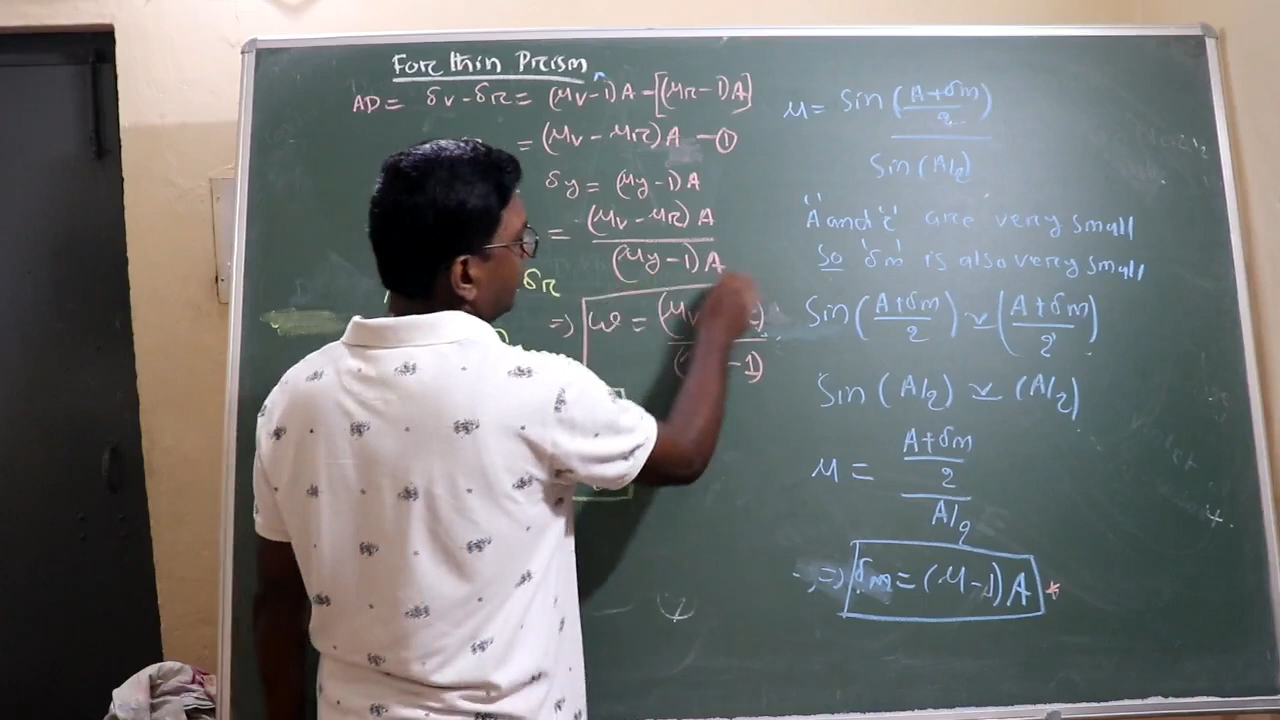 For thin Prism
AD = δv - δR = (μv-1)A - [(μR-1)A]
= (μv - μR)A - ①
δy = (μy-1)A
= (μv - μR)A
(μy-1)A
δR
=> ω = (μv
-1)
μ = Sin (A+δm/2)
Sin (A/2)
"A and 'i' are very small
So 'δm' is also very small
Sin (A+δm/2) ≃ (A+δm/2)
Sin (A/2) ≃ (A/2)
μ = A+δm
2
A/2
=> δm = (μ-1)A *